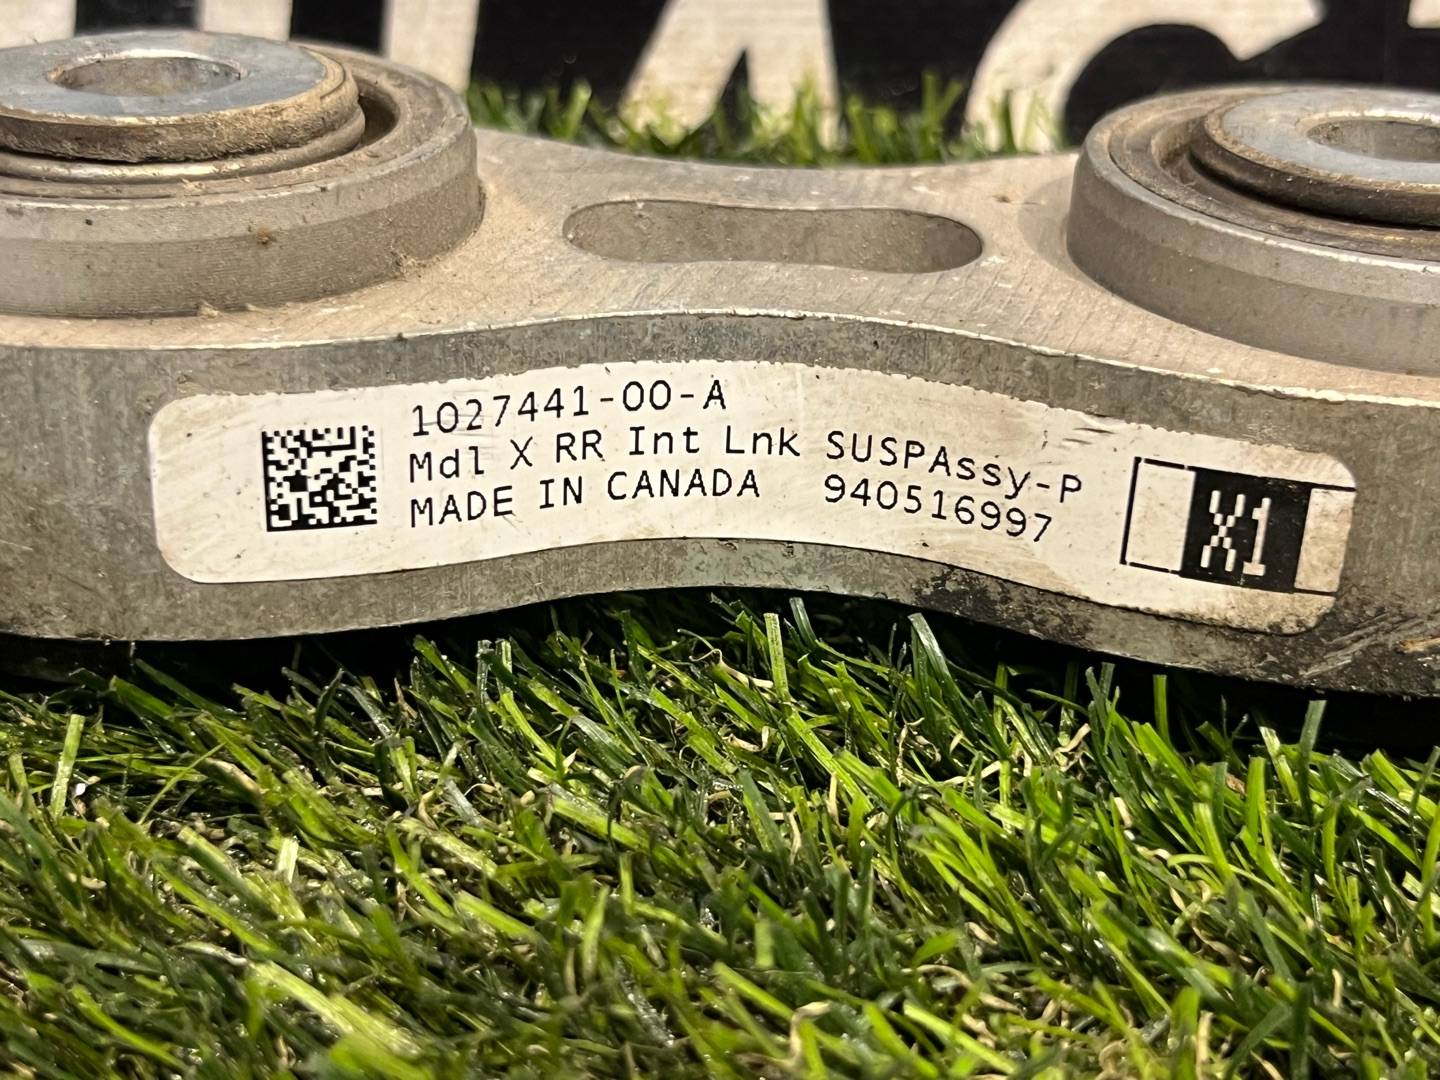 1027441-00-A
Mdl X RR Int Lnk SUSPAssy-P
MADE IN CANADA 940516997
X1